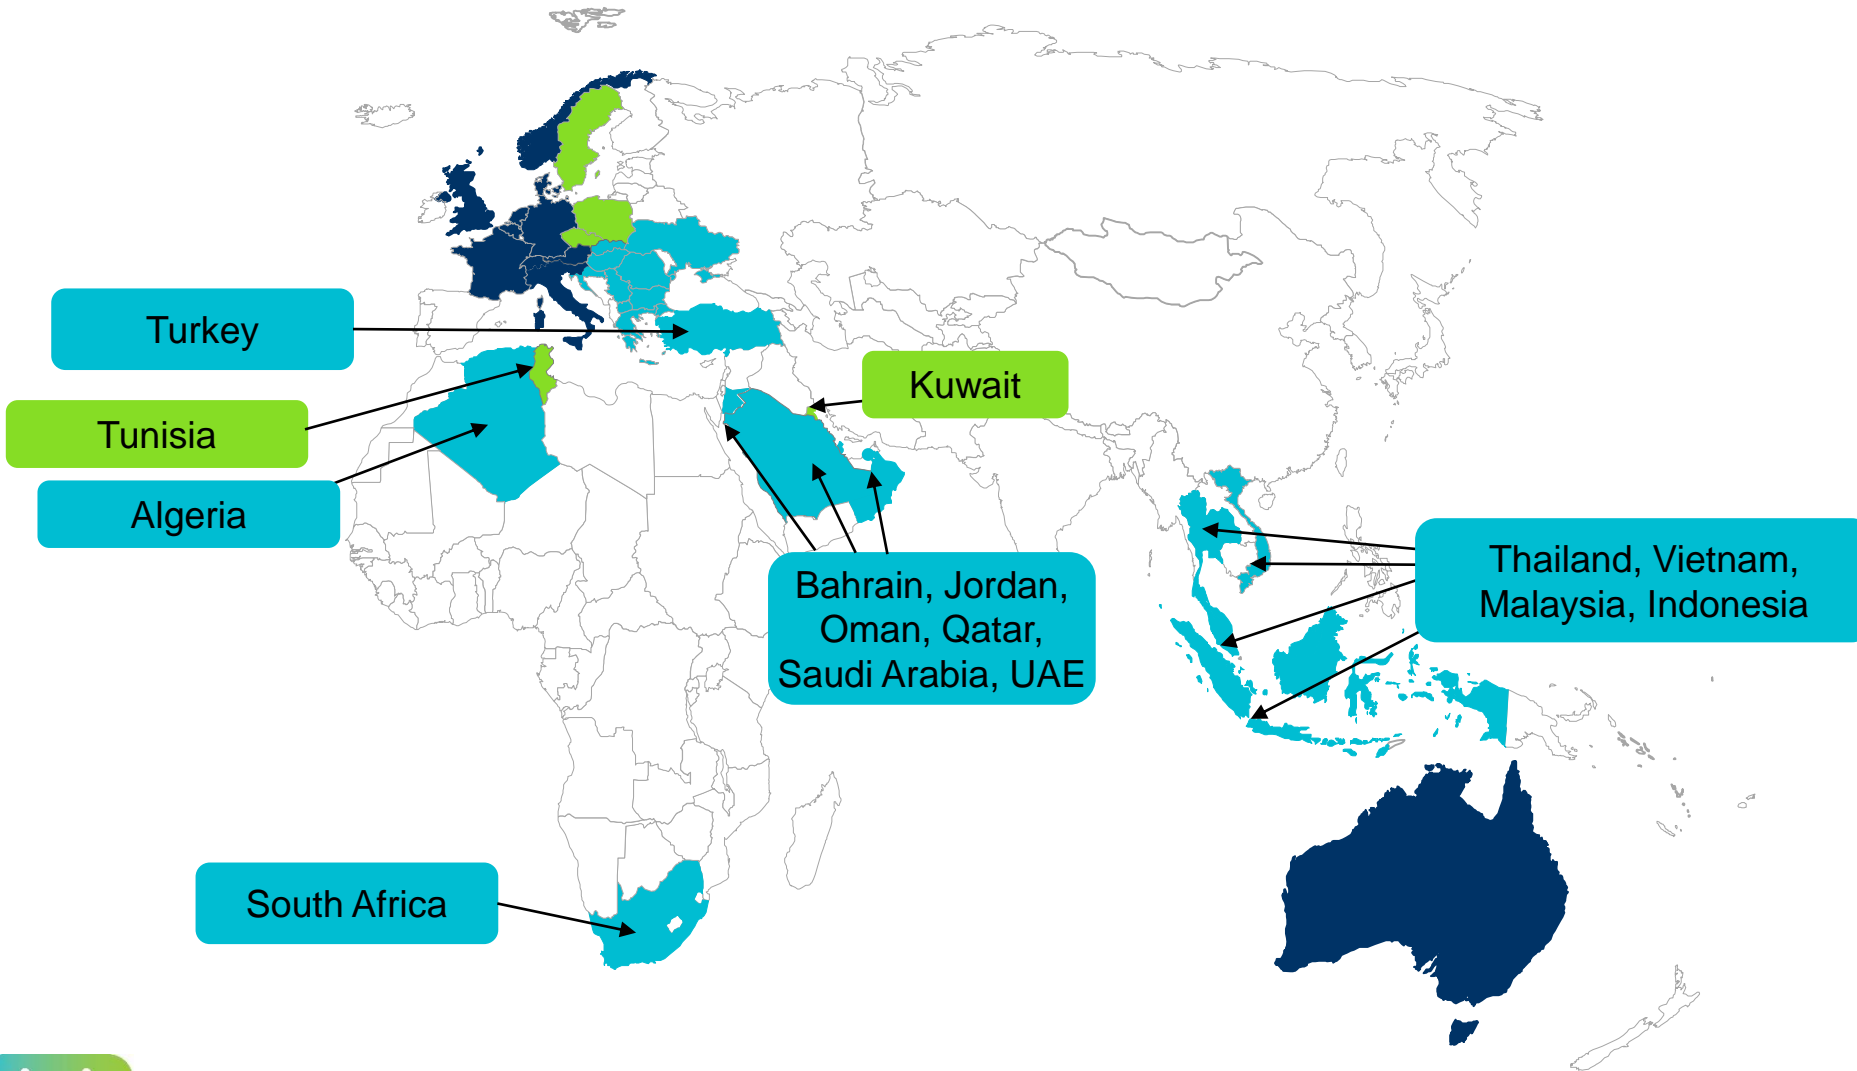 Turkey
Kuwait
Tunisia
Algeria
Bahrain, Jordan,
Oman, Qatar,
Saudi Arabia, UAE
Thailand, Vietnam,
Malaysia, Indonesia
South Africa